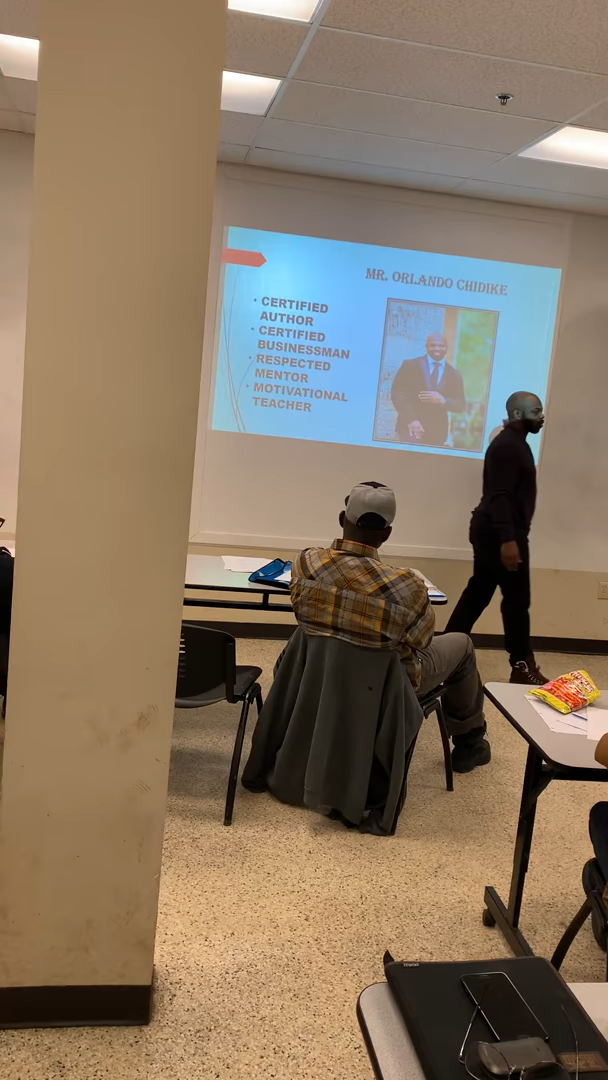 MR. ORLANDO CHIDIKE
• CERTIFIED
AUTHOR
• CERTIFIED
BUSINESSMAN
• RESPECTED
MENTOR
• MOTIVATIONAL
TEACHER